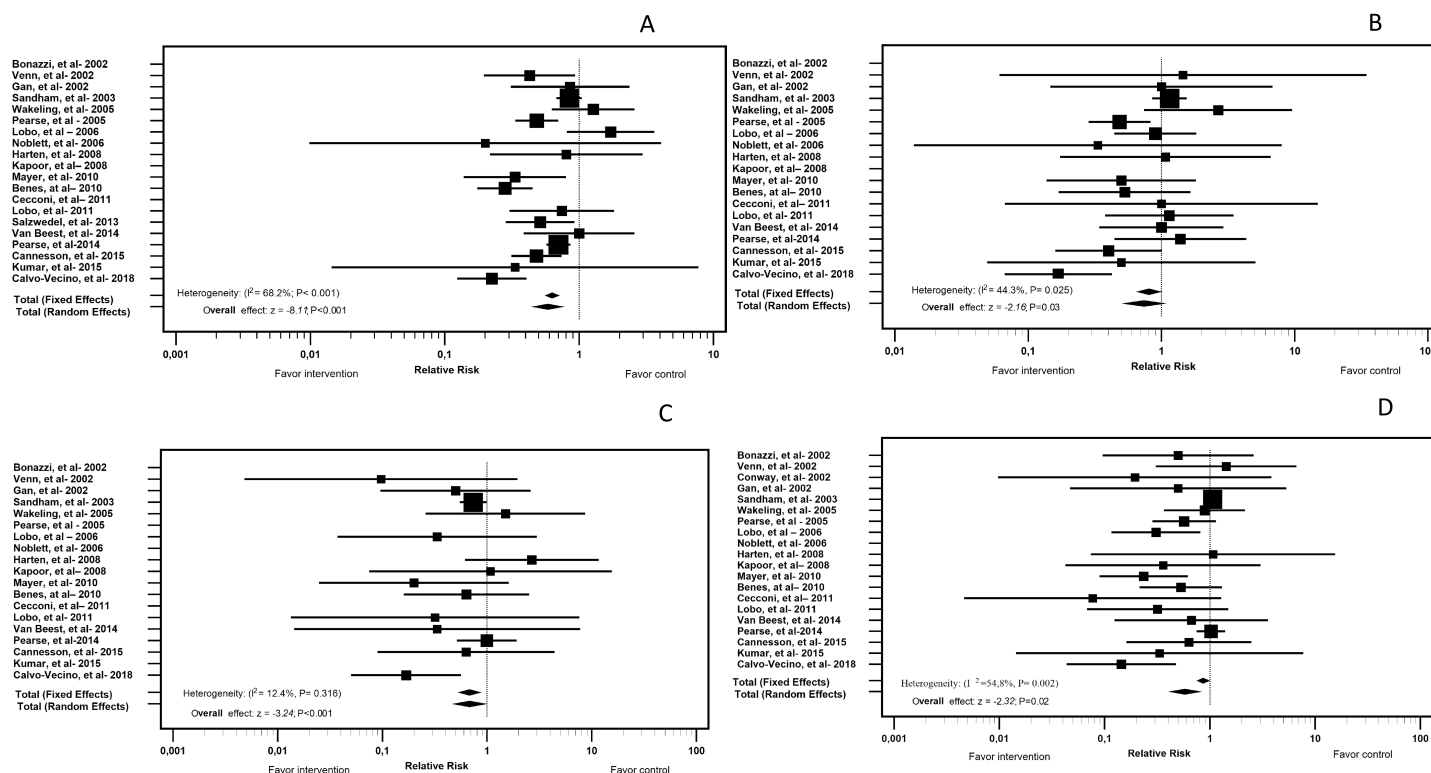 A
Bonazzi, et al- 2002
Venn, et al- 2002
Gan, et al- 2002
Sandham, et al- 2003
Wakeling, et al- 2005
Pearse, et al - 2005
Lobo, et al – 2006
Noblett, et al- 2006
Harten, et al- 2008
Kapoor, et al– 2008
Mayer, et al- 2010
Benes, at al– 2010
Cecconi, et al– 2011
Lobo, et al- 2011
Salzwedel, et al- 2013
Van Beest, et al- 2014
Pearse, et al-2014
Cannesson, et al- 2015
Kumar, et al- 2015
Calvo-Vecino, et al- 2018
Total (Fixed Effects)
Total (Random Effects)
Heterogeneity: (I² = 68.2%; P< 0.001)
Overall effect: z = -8.11; P<0.001
0,001 0,01 0,1 1 10
Favor intervention Relative Risk Favor control
B
Bonazzi, et al- 2002
Venn, et al- 2002
Gan, et al- 2002
Sandham, et al- 2003
Wakeling, et al- 2005
Pearse, et al - 2005
Lobo, et al – 2006
Noblett, et al- 2006
Harten, et al- 2008
Kapoor, et al– 2008
Mayer, et al- 2010
Benes, at al– 2010
Cecconi, et al– 2011
Lobo, et al- 2011
Van Beest, et al- 2014
Pearse, et al-2014
Cannesson, et al- 2015
Kumar, et al- 2015
Calvo-Vecino, et al- 2018
Total (Fixed Effects)
Total (Random Effects)
Heterogeneity: (I² = 44.3%, P = 0.025)
Overall effect: z = -2.16; P=0.03
0,01 0,1 1 10
Favor intervention Relative Risk Favor control
C
Bonazzi, et al- 2002
Venn, et al- 2002
Gan, et al- 2002
Sandham, et al- 2003
Wakeling, et al- 2005
Pearse, et al - 2005
Lobo, et al – 2006
Noblett, et al- 2006
Harten, et al- 2008
Kapoor, et al– 2008
Mayer, et al- 2010
Benes, at al– 2010
Cecconi, et al– 2011
Lobo, et al- 2011
Van Beest, et al- 2014
Pearse, et al-2014
Cannesson, et al- 2015
Kumar, et al- 2015
Calvo-Vecino, et al- 2018
Total (Fixed Effects)
Total (Random Effects)
Heterogeneity: (I² = 12.4%, P = 0.316)
Overall effect: z = -3.24; P<0.001
0,001 0,1 1 10 100
Favor intervention Relative Risk Favor control
D
Bonazzi, et al- 2002
Venn, et al- 2002
Conway, et al- 2002
Gan, et al- 2002
Sandham, et al- 2003
Wakeling, et al- 2005
Pearse, et al - 2005
Lobo, et al – 2006
Noblett, et al- 2006
Harten, et al- 2008
Kapoor, et al– 2008
Mayer, et al- 2010
Benes, at al– 2010
Cecconi, et al– 2011
Lobo, et al- 2011
Van Beest, et al- 2014
Pearse, et al-2014
Cannesson, et al- 2015
Kumar, et al- 2015
Calvo-Vecino, et al- 2018
Total (Fixed Effects)
Total (Random Effects)
Heterogeneity: (I ² =54,8%, P= 0.002)
Overall effect: z = -2.32; P=0.02
0,001 0,1 1 10 100
Favor intervention Relative Risk Favor control